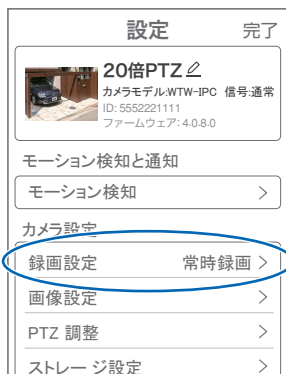 設定 完了
20倍PTZ
カメラモデル:WTW-IPC 信号:通常
ID: 5552221111
ファームウェア: 4.0.8.0
モーション検知と通知
モーション検知
カメラ設定
録画設定 常時録画
画像設定
PTZ 調整
ストレージ設定